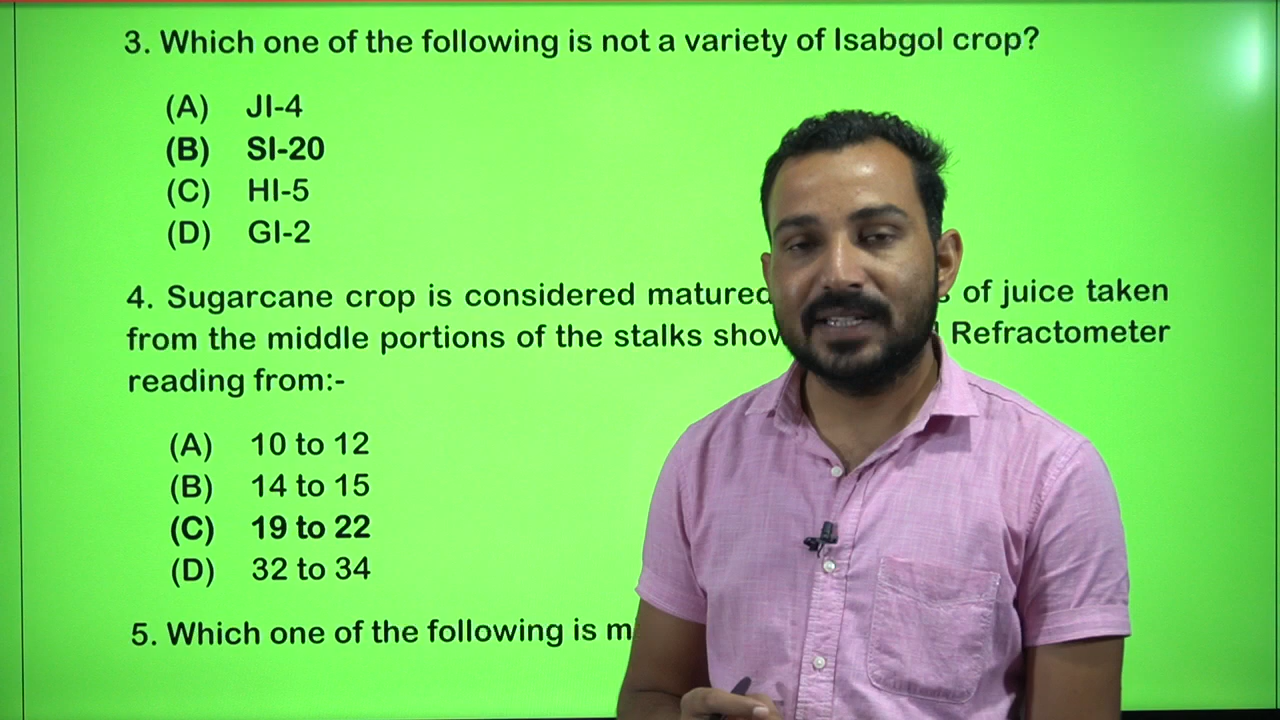 3. Which one of the following is not a variety of Isabgol crop?
(A) JI-4
(B) SI-20
(C) HI-5
(D) GI-2
4. Sugarcane crop is considered matured of juice taken
from the middle portions of the stalks Refractometer
reading from:-
(A) 10 to 12
(B) 14 to 15
(C) 19 to 22
(D) 32 to 34
5. Which one of the following is